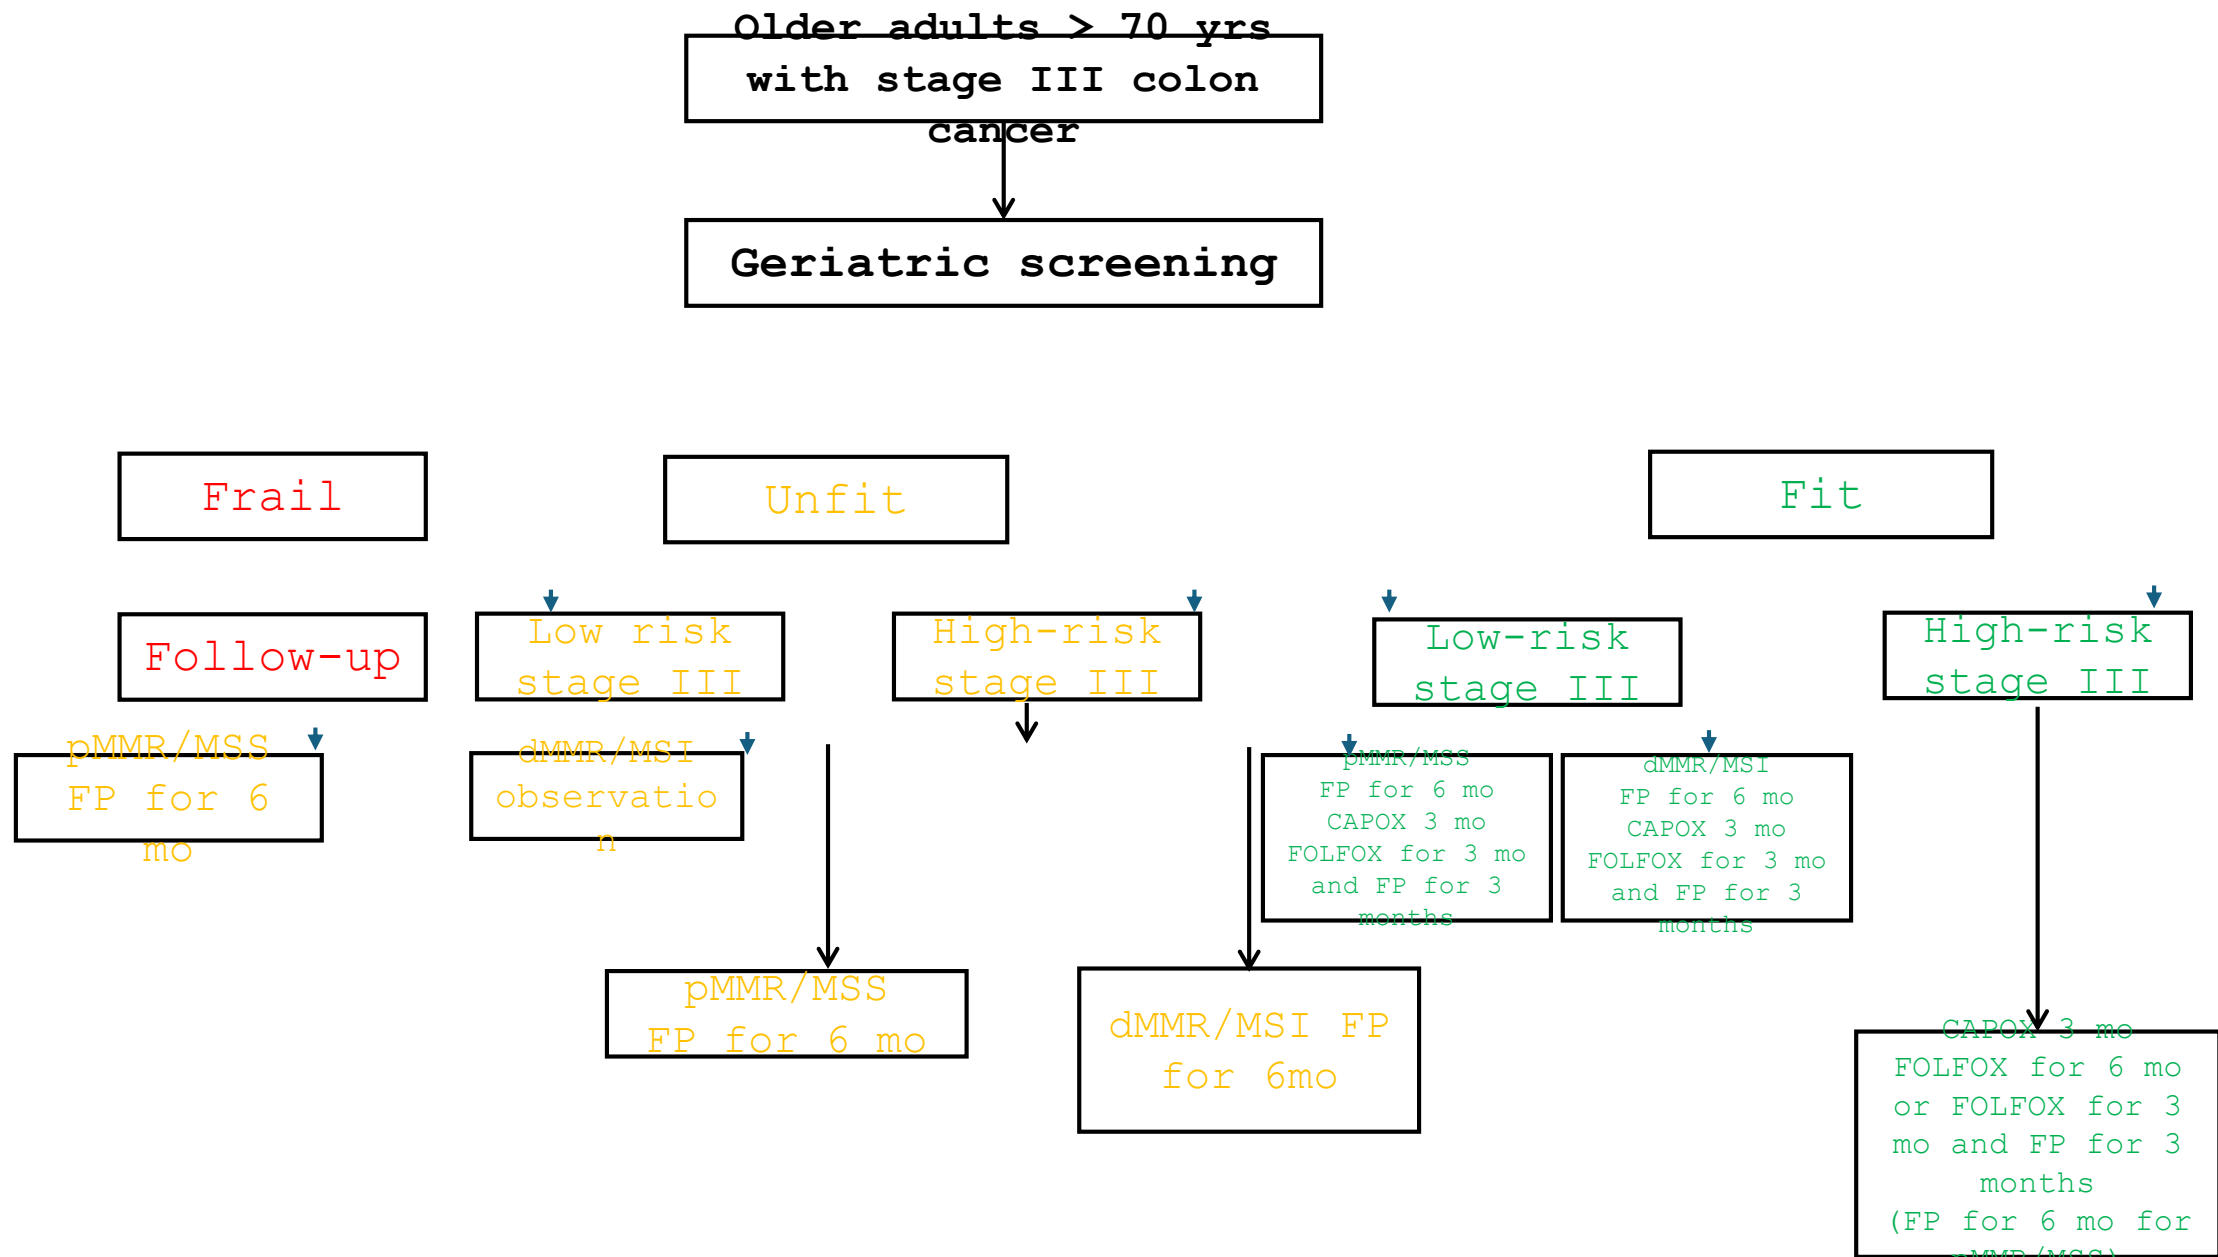 Older adults > 70 yrs
with stage III colon
cancer
Geriatric screening
Frail
Unfit
Fit
Follow-up
Low risk
stage III
High-risk
stage III
Low-risk
stage III
High-risk
stage III
pMMR/MSS
FP for 6
mo
dMMR/MSI
observatio
n
pMMR/MSS
FP for 6 mo
CAPOX 3 mo
FOLFOX for 3 mo
and FP for 3
months
dMMR/MSI
FP for 6 mo
CAPOX 3 mo
FOLFOX for 3 mo
and FP for 3
months
pMMR/MSS
FP for 6 mo
dMMR/MSI FP
for 6mo
CAPOX 3 mo
FOLFOX for 6 mo
or FOLFOX for 3
mo and FP for 3
months
(FP for 6 mo for
pMMR/MSS)